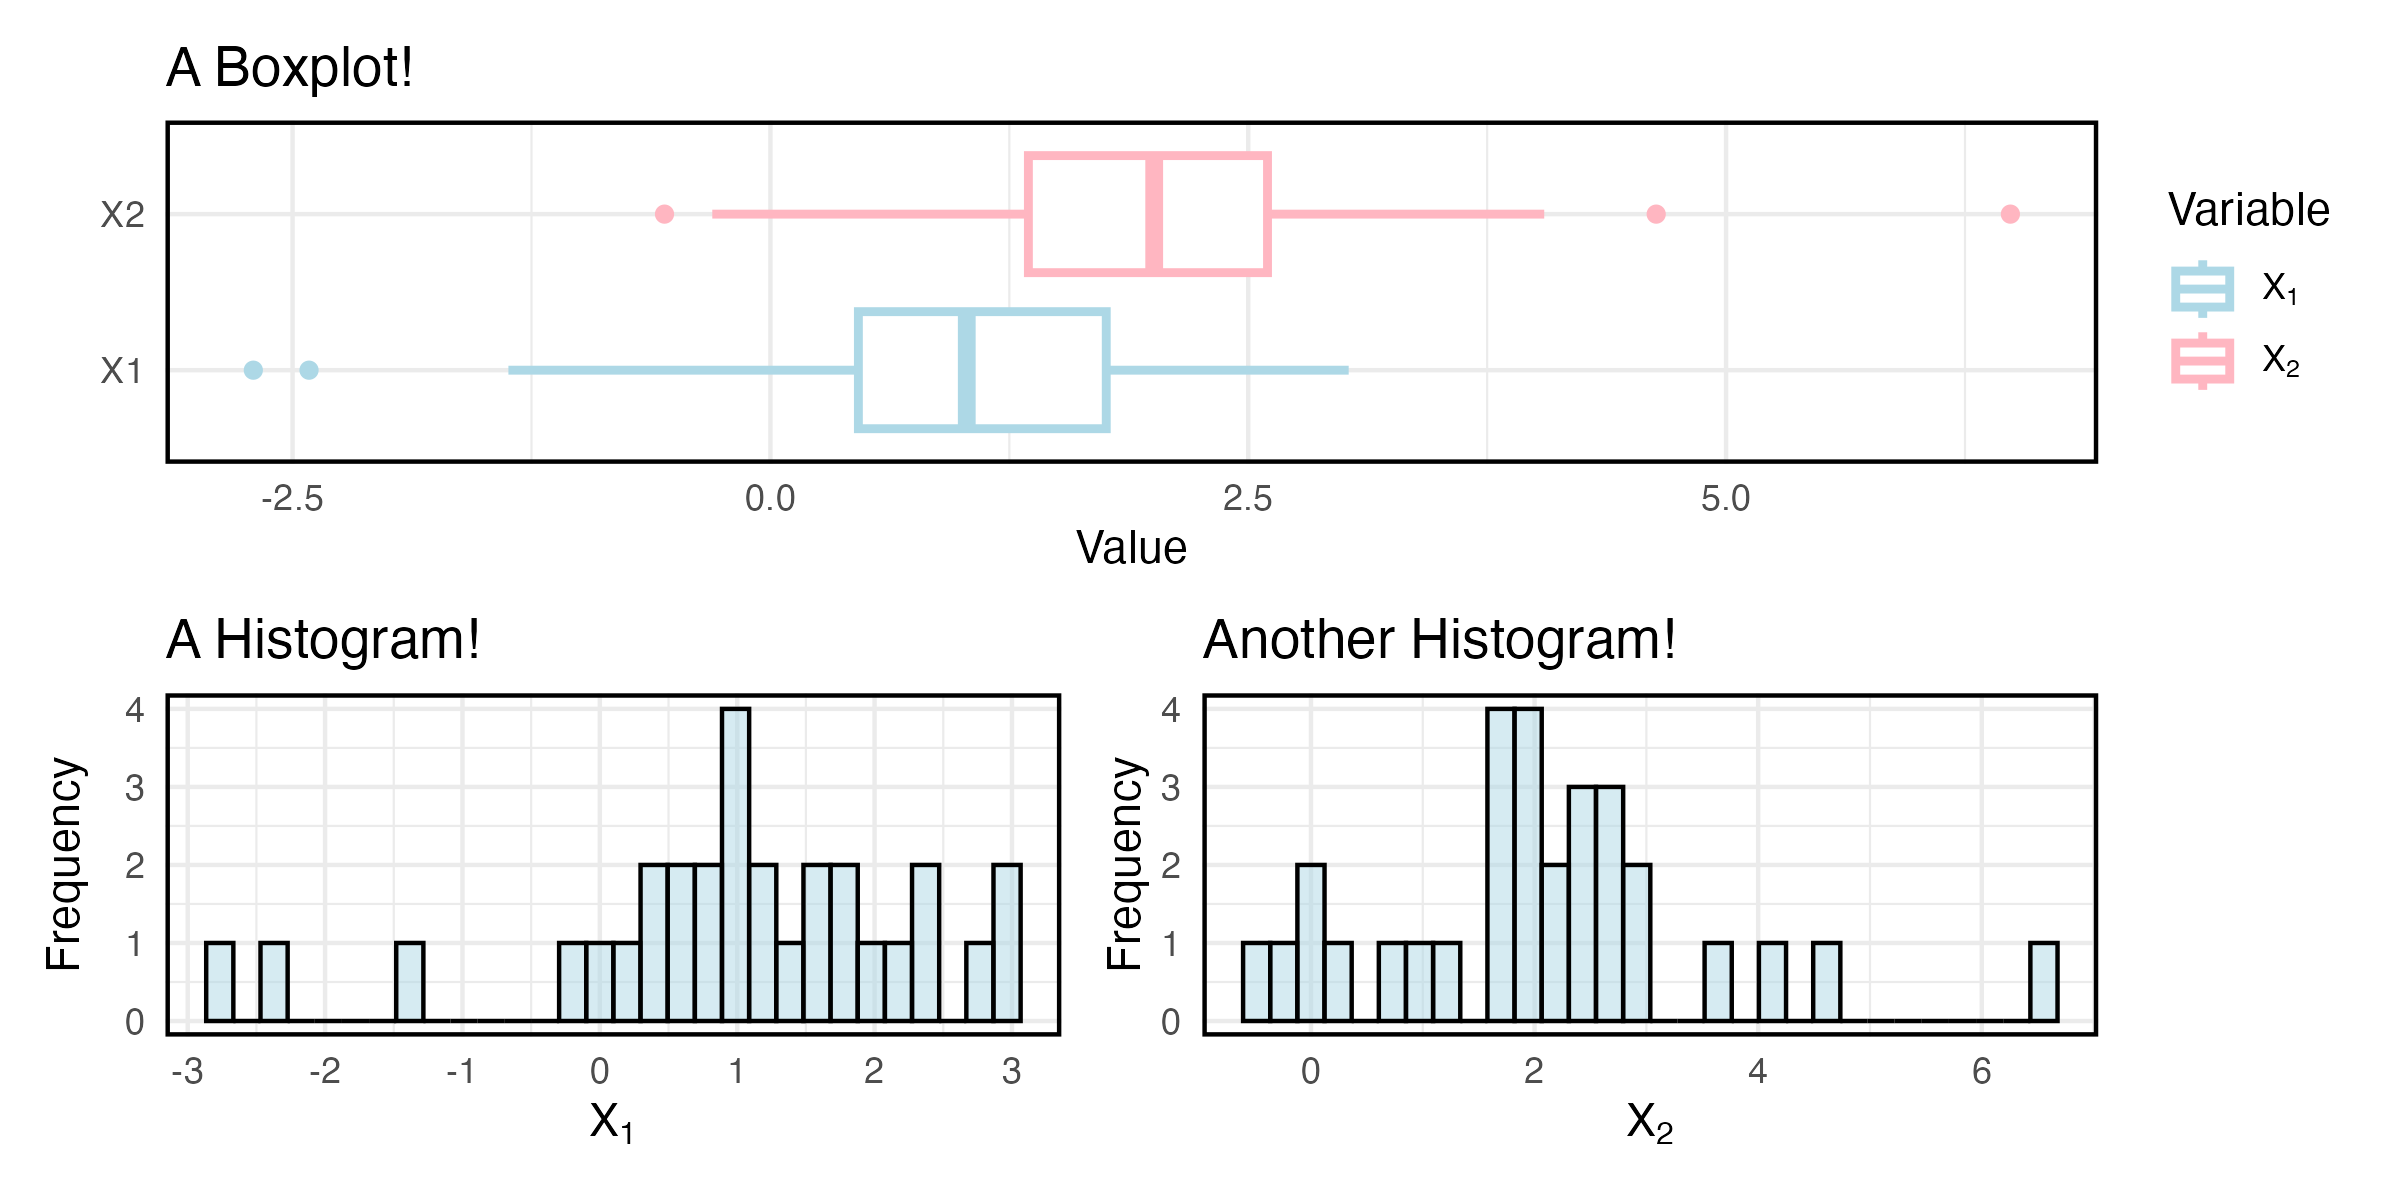 A Boxplot!
X2
X1
-2.5 0.0 2.5 5.0
Value
Variable
X₁
X₂
A Histogram!
Frequency
4
3
2
1
0
-3 -2 -1 0 1 2 3
X₁
Another Histogram!
Frequency
4
3
2
1
0
0 2 4 6
X₂